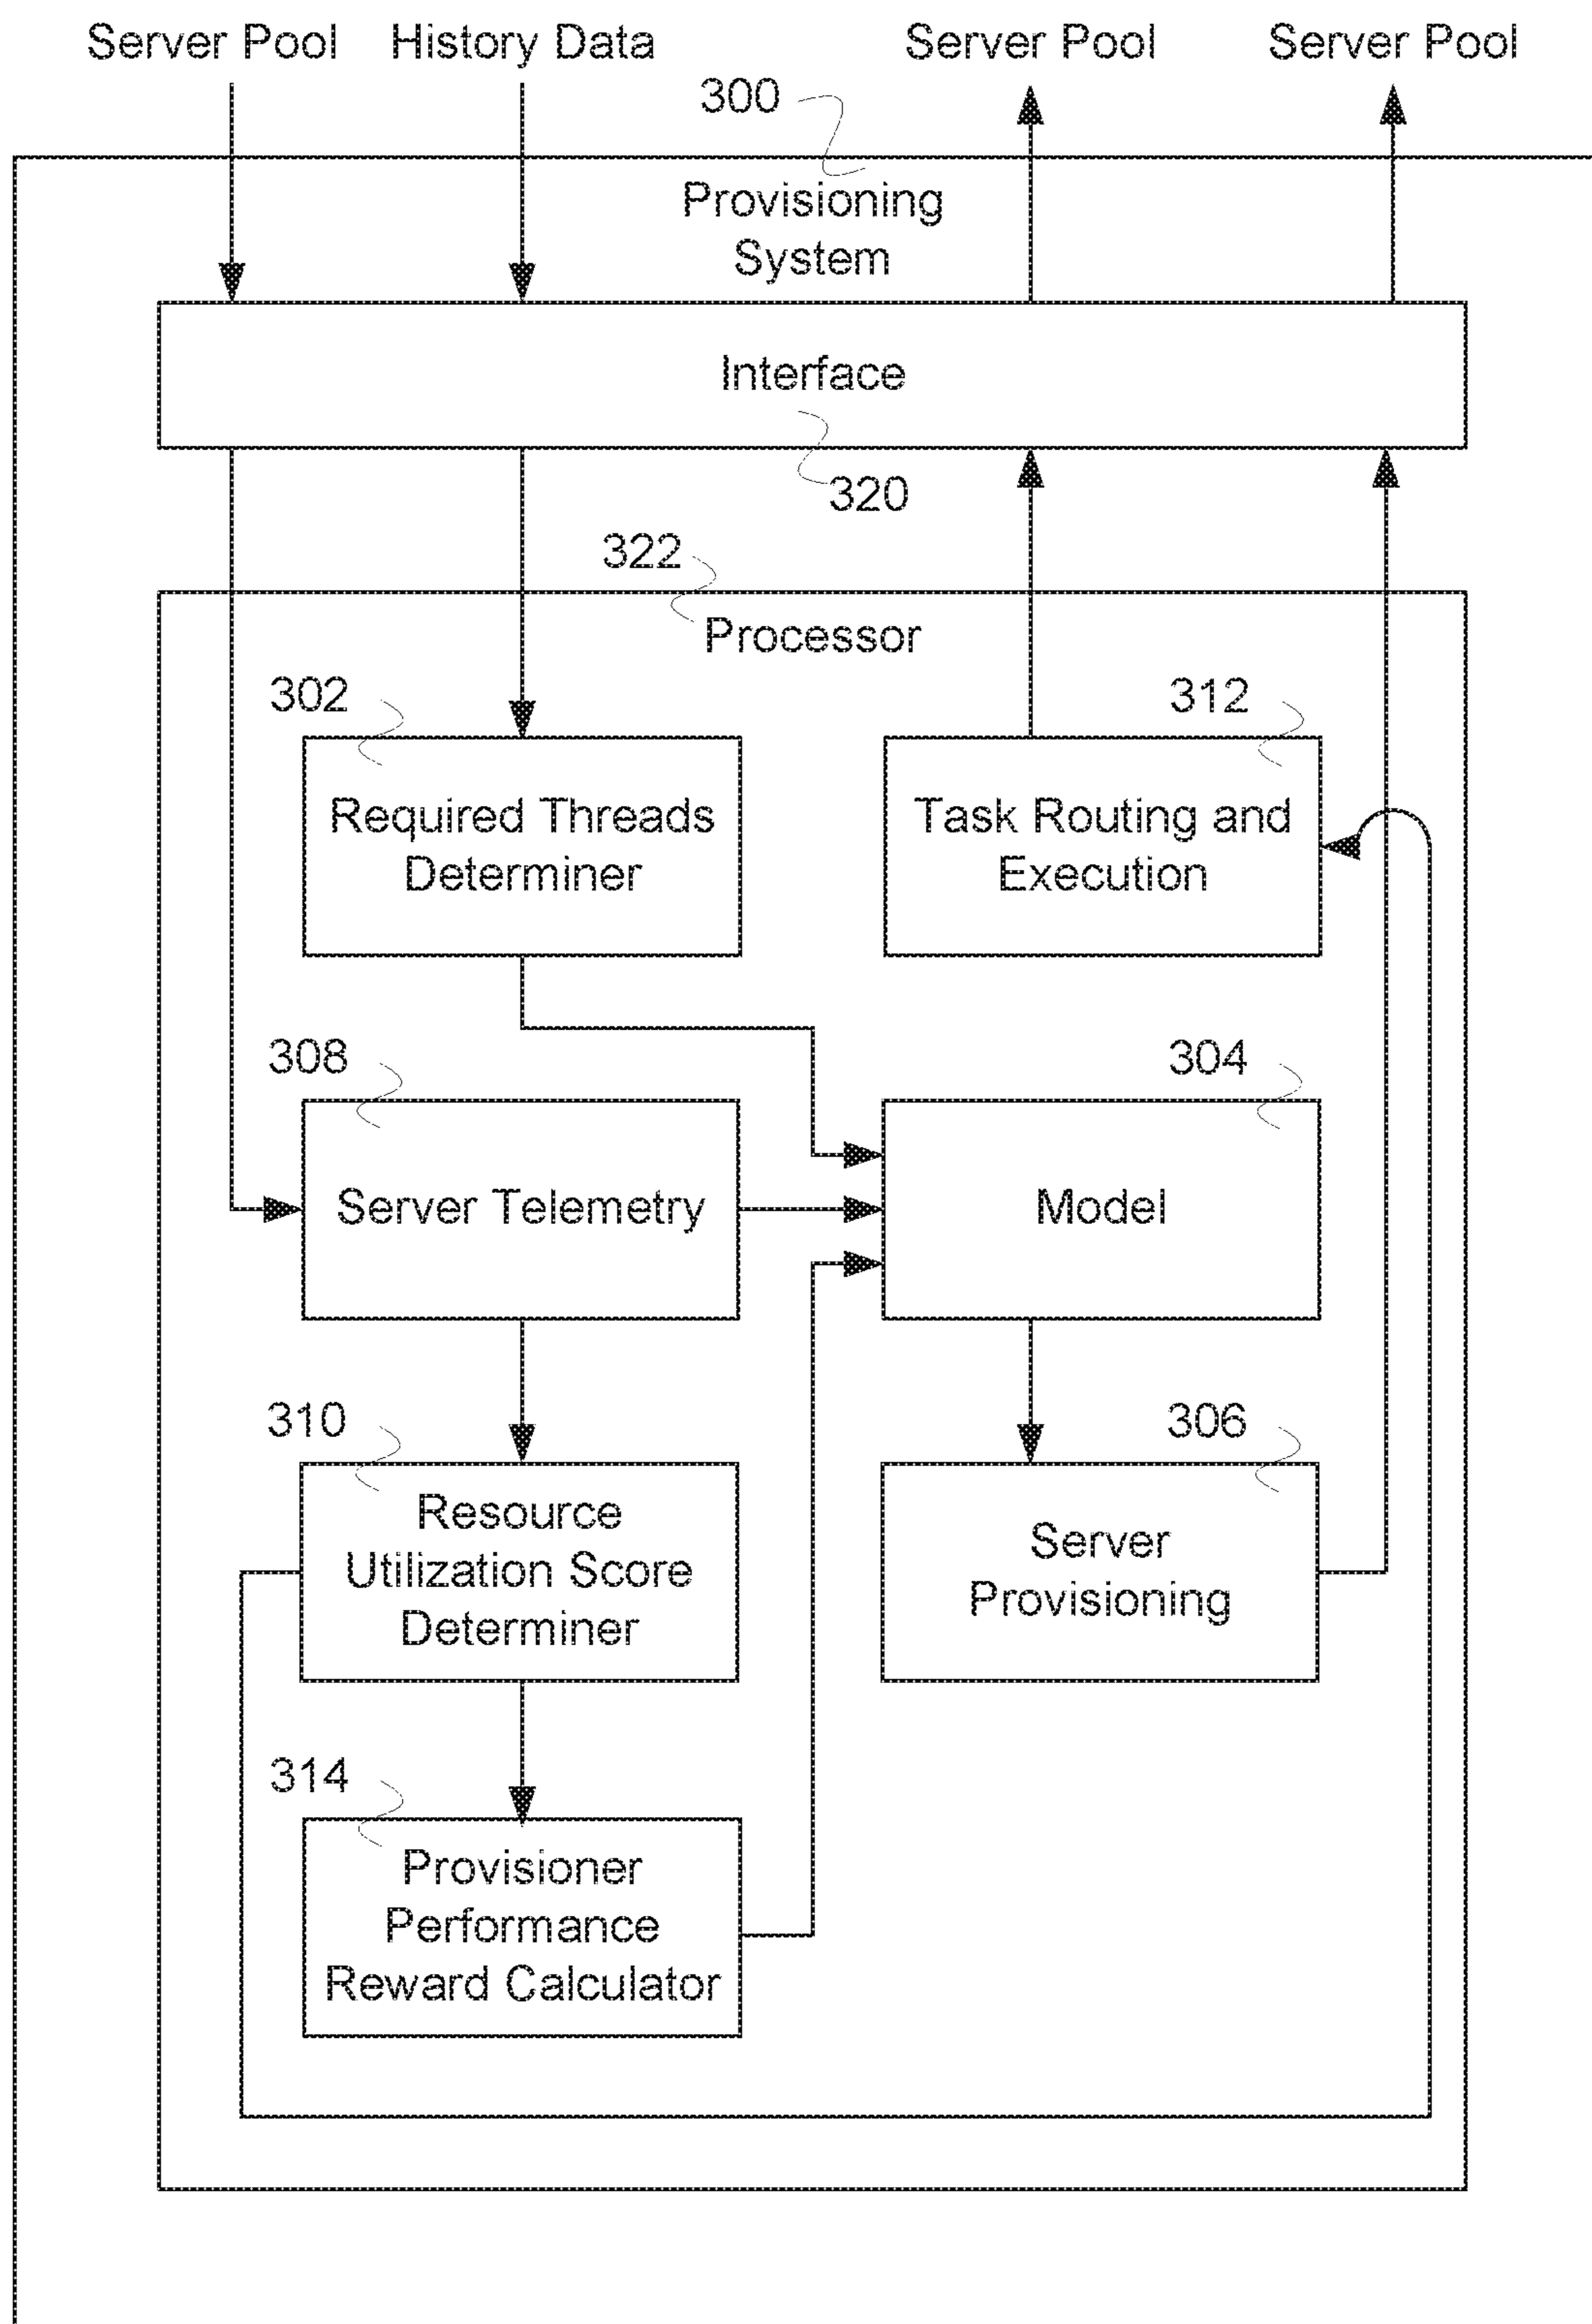 Server Pool History Data Server Pool Server Pool
300
Provisioning
System
Interface
320
322
Processor
302
312
Required Threads
Determiner
Task Routing and
Execution
308
304
Server Telemetry
Model
310
306
Resource
Utilization Score
Determiner
Server
Provisioning
314
Provisioner
Performance
Reward Calculator